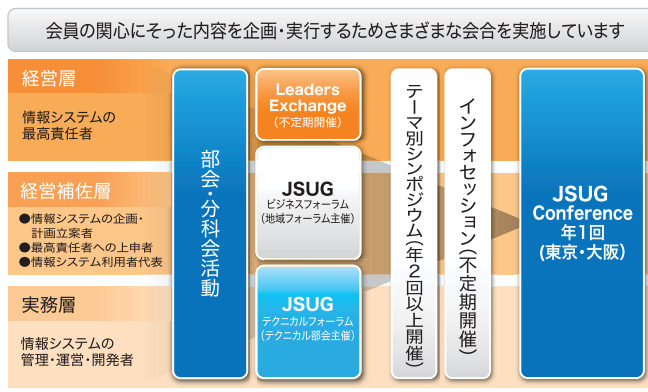 会員の関心にそった内容を企画・実行するためさまざまな会合を実施しています
経営層
情報システムの
最高責任者
経営補佐層
●情報システムの企画・
計画立案者
●最高責任者への上申者
●情報システム利用者代表
実務層
情報システムの
管理・運営・開発者
部会・分科会活動
Leaders
Exchange
（不定期開催）
JSUG
ビジネスフォーラム
（地域フォーラム主催）
JSUG
テクニカルフォーラム
（テクニカル部会主催）
テーマ別シンポジウム（年2回以上開催）
インフォセッション（不定期開催）
JSUG
Conference
年1回
（東京・大阪）